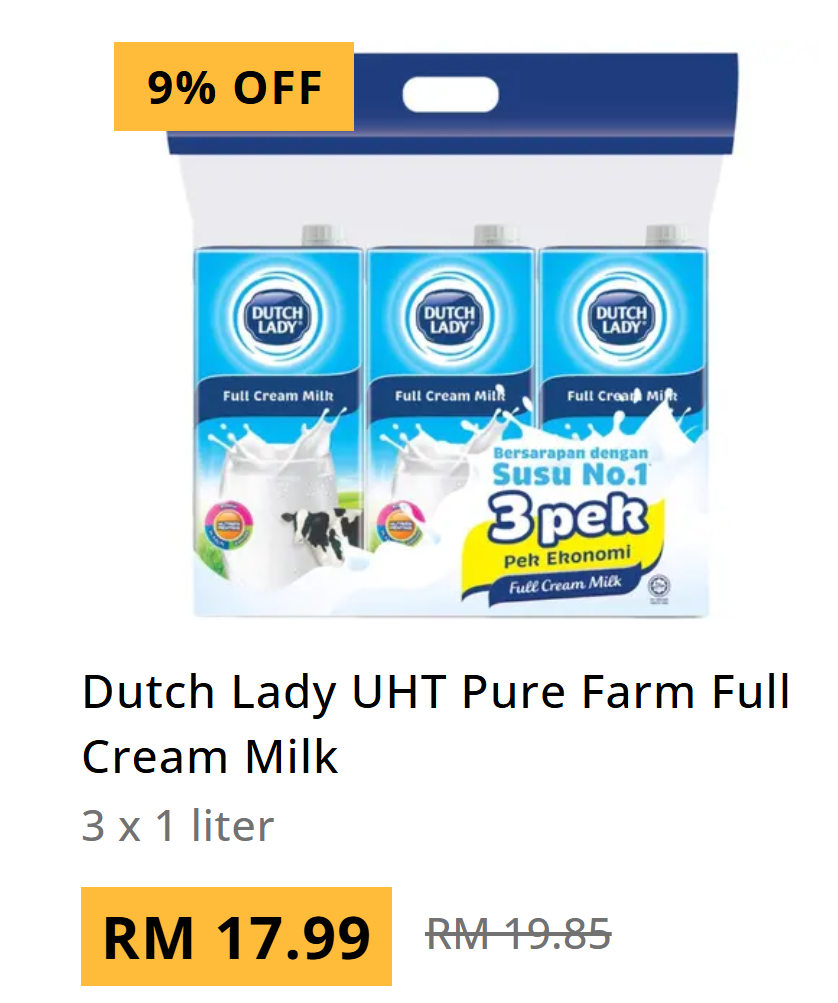 9% OFF
DUTCH
LADY
DUTCH
LADY
DUTCH
LADY
Full Cream Milk
Full Cream Milk
Full Cream Milk
Bersarapan dengan
Susu No.1
3 pek
Pek Ekonomi
Full Cream Milk
Dutch Lady UHT Pure Farm Full
Cream Milk
3 x 1 liter
RM 17.99
RM 19.85